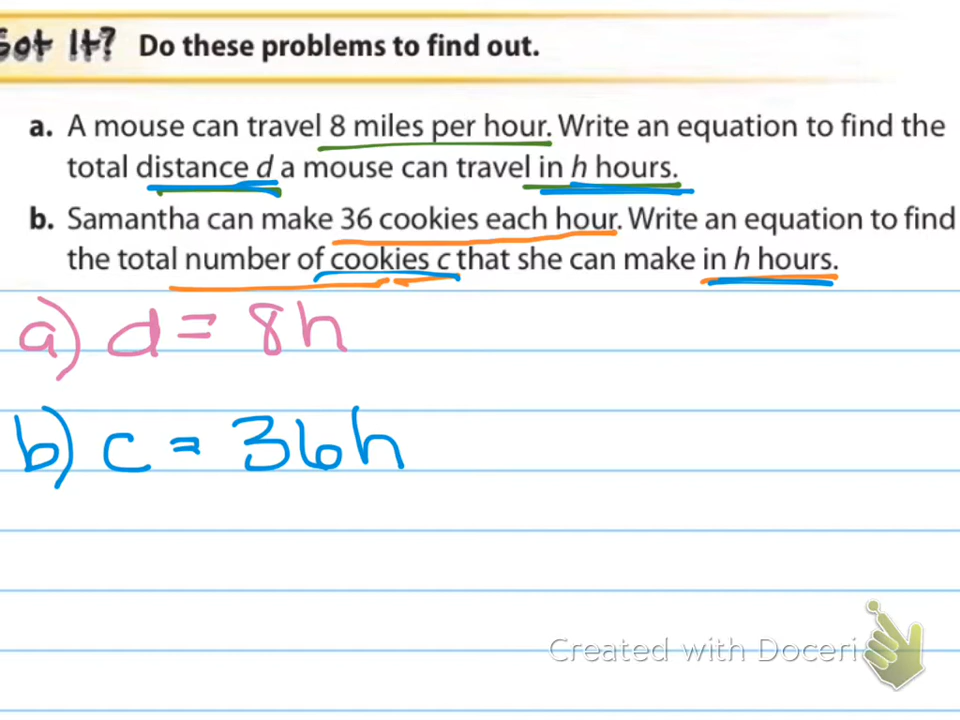 Got It? Do these problems to find out.
a. A mouse can travel 8 miles per hour. Write an equation to find the
total distance d a mouse can travel in h hours.
b. Samantha can make 36 cookies each hour. Write an equation to find
the total number of cookies c that she can make in h hours.
a) d = 8h
b) c = 36h
Created with Doceri